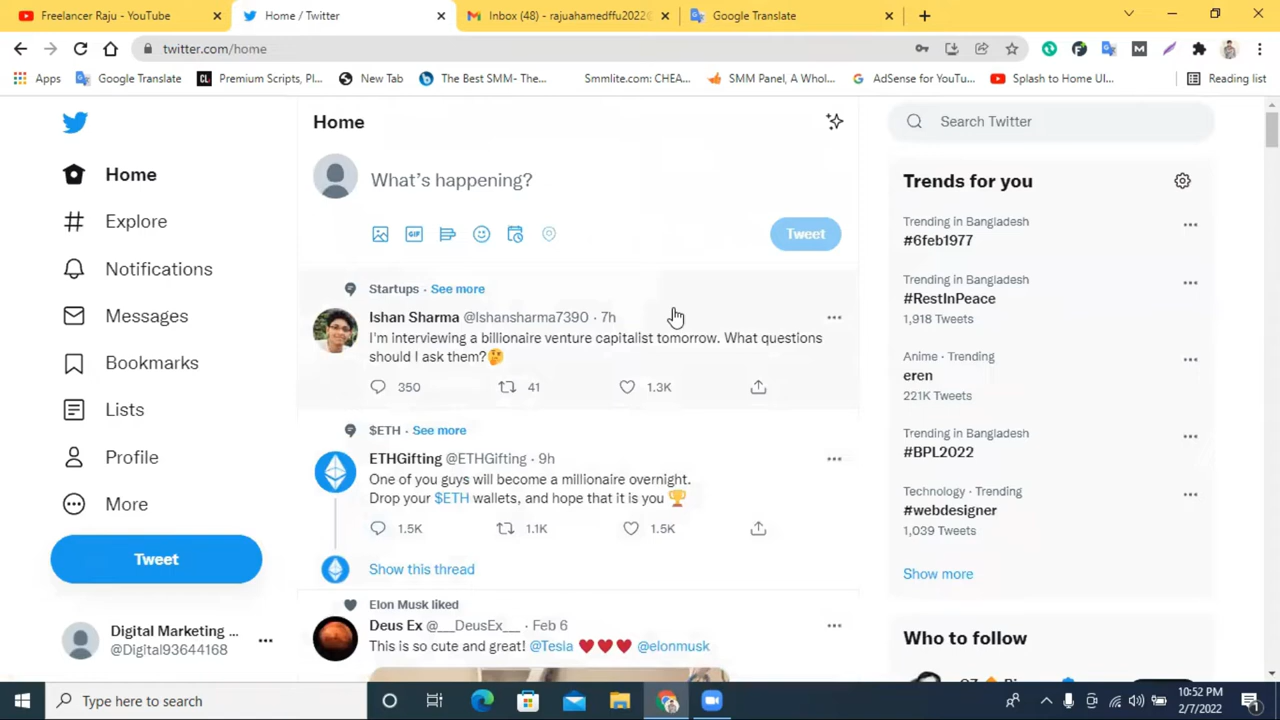 Freelancer Raju - YouTube
Home / Twitter
Inbox (48) - rajuahamedffu2022@
Google Translate
twitter.com/home
Apps
Google Translate
Premium Scripts, Pl...
New Tab
The Best SMM- The...
Smmlite.com: CHEA...
SMM Panel, A Whol...
AdSense for YouTu...
Splash to Home UI...
Reading list
Home
Explore
Notifications
Messages
Bookmarks
Lists
Profile
More
Tweet
Digital Marketing ...
@Digital93644168
Home
What's happening?
GIF
Tweet
Startups · See more
Ishan Sharma @Ishansharma7390 · 7h
I'm interviewing a billionaire venture capitalist tomorrow. What questions
should I ask them?🤔
350 41 1.3K
$ETH · See more
ETHGifting @ETHGifting · 9h
One of you guys will become a millionaire overnight.
Drop your $ETH wallets, and hope that it is you 🏆
1.5K 1.1K 1.5K
Show this thread
Elon Musk liked
Deus Ex @__DeusEx__ · Feb 6
This is so cute and great! @Tesla ❤️❤️❤️ @elonmusk
Search Twitter
Trends for you
Trending in Bangladesh
#6feb1977
Trending in Bangladesh
#RestInPeace
1,918 Tweets
Anime · Trending
eren
221K Tweets
Trending in Bangladesh
#BPL2022
Technology · Trending
#webdesigner
1,039 Tweets
Show more
Who to follow
Type here to search
10:52 PM
2/7/2022